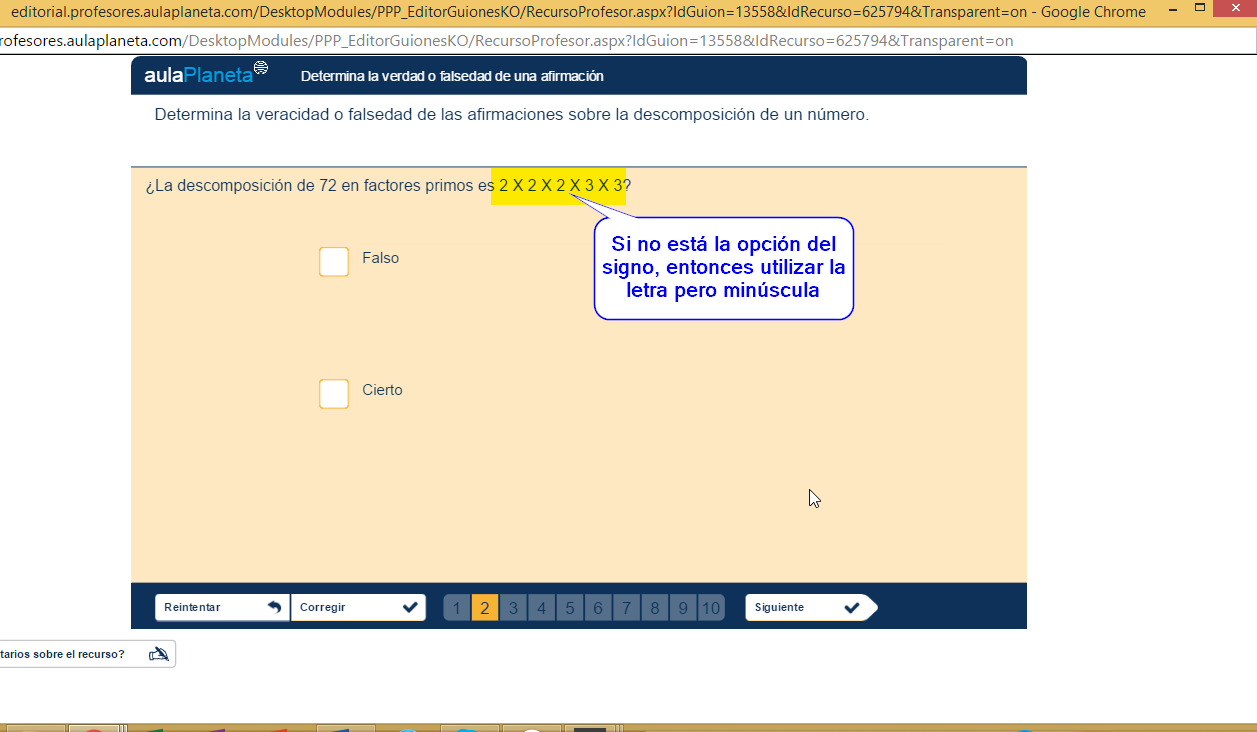 editorial.profesores.aulaplaneta.com/DesktopModules/PPP_EditorGuionesKO/RecursoProfesor.aspx?IdGuion=13558&IdRecurso=625794&Transparent=on - Google Chrome
rofesores.aulaplaneta.com/DesktopModules/PPP_EditorGuionesKO/RecursoProfesor.aspx?IdGuion=13558&IdRecurso=625794&Transparent=on
aulaPlaneta Determina la verdad o falsedad de una afirmación
Determina la veracidad o falsedad de las afirmaciones sobre la descomposición de un número.
¿La descomposición de 72 en factores primos es 2 X 2 X 2 X 3 X 3?
Si no está la opción del
signo, entonces utilizar la
letra pero minúscula
Falso
Cierto
Reintentar Corregir 1 2 3 4 5 6 7 8 9 10 Siguiente
tarios sobre el recurso?